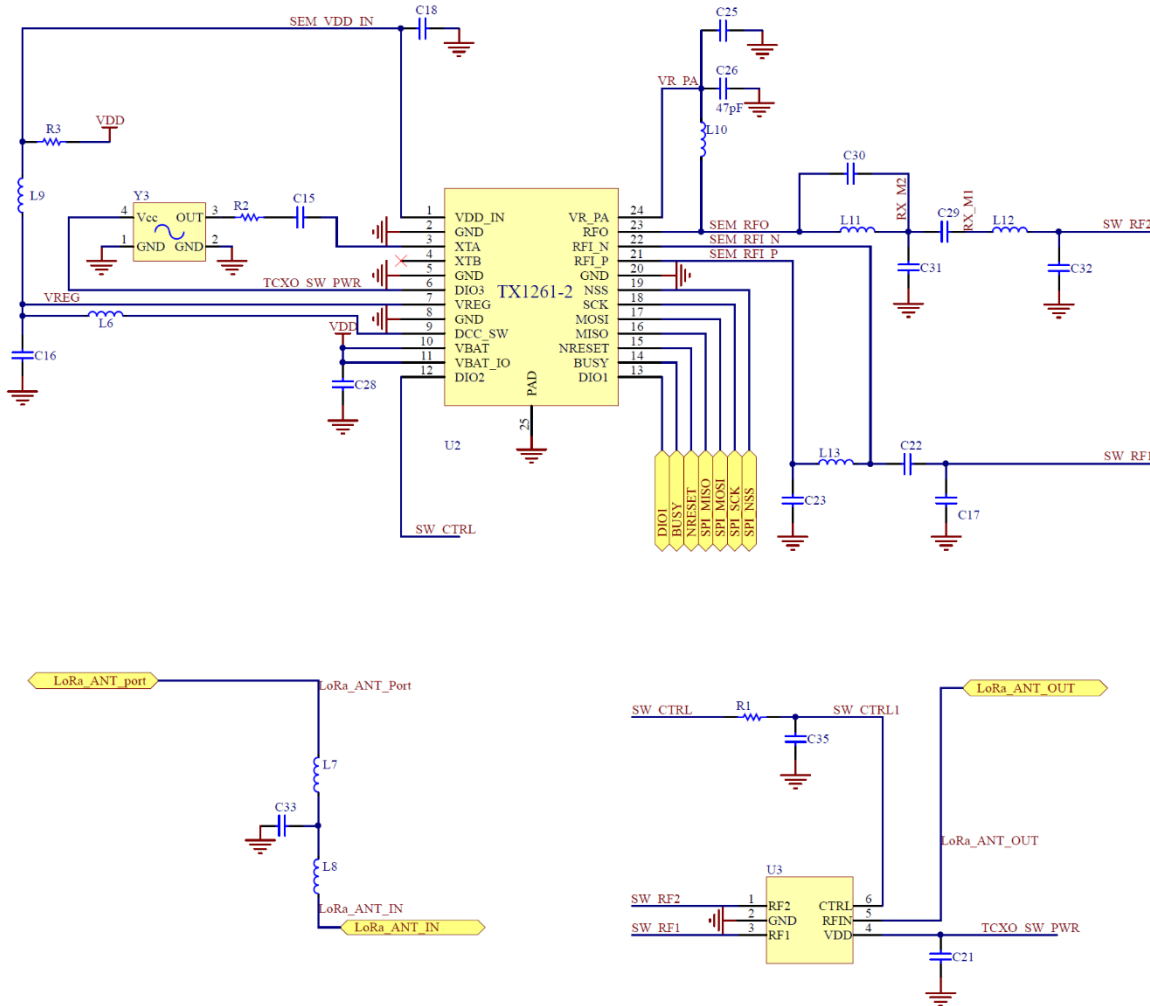 C18
C25
SEM_VDD_IN
VR_PA
C26
47pF
L10
R3
VDD
C30
L9
Y3
4
Vcc
OUT
3
R2
C15
1
GND
GND
2
L11
RX_M2
C29
RX_M1
L12
SW_RF2
SEM_RFO
SEM_RFI_N
SEM_RFI_P
C31
C32
1
VDD_IN
VR_PA
24
2
GND
RFO
23
3
XTA
RFI_N
22
4
XTB
RFI_P
21
5
GND
GND
20
6
DIO3
NSS
19
7
VREG
SCK
18
8
GND
MOSI
17
9
DCC_SW
MISO
16
10
VBAT
NRESET
15
11
VBAT_IO
BUSY
14
12
DIO2
DIO1
13
TX1261-2
PAD
25
U2
TCXO_SW_PWR
VREG
L6
VDD
C16
C28
SW_CTRL
DIO1
BUSY
NRESET
SPI_MISO
SPI_MOSI
SPI_SCK
SPI_NSS
L13
C22
SW_RF1
C23
C17
LoRa_ANT_port
LoRa_ANT_Port
L7
C33
L8
LoRa_ANT_IN
LoRa_ANT_IN
LoRa_ANT_OUT
SW_CTRL
R1
SW_CTRL1
C35
LoRa_ANT_OUT
U3
SW_RF2
1
RF2
CTRL
6
2
GND
RFIN
5
SW_RF1
3
RF1
VDD
4
TCXO_SW_PWR
C21